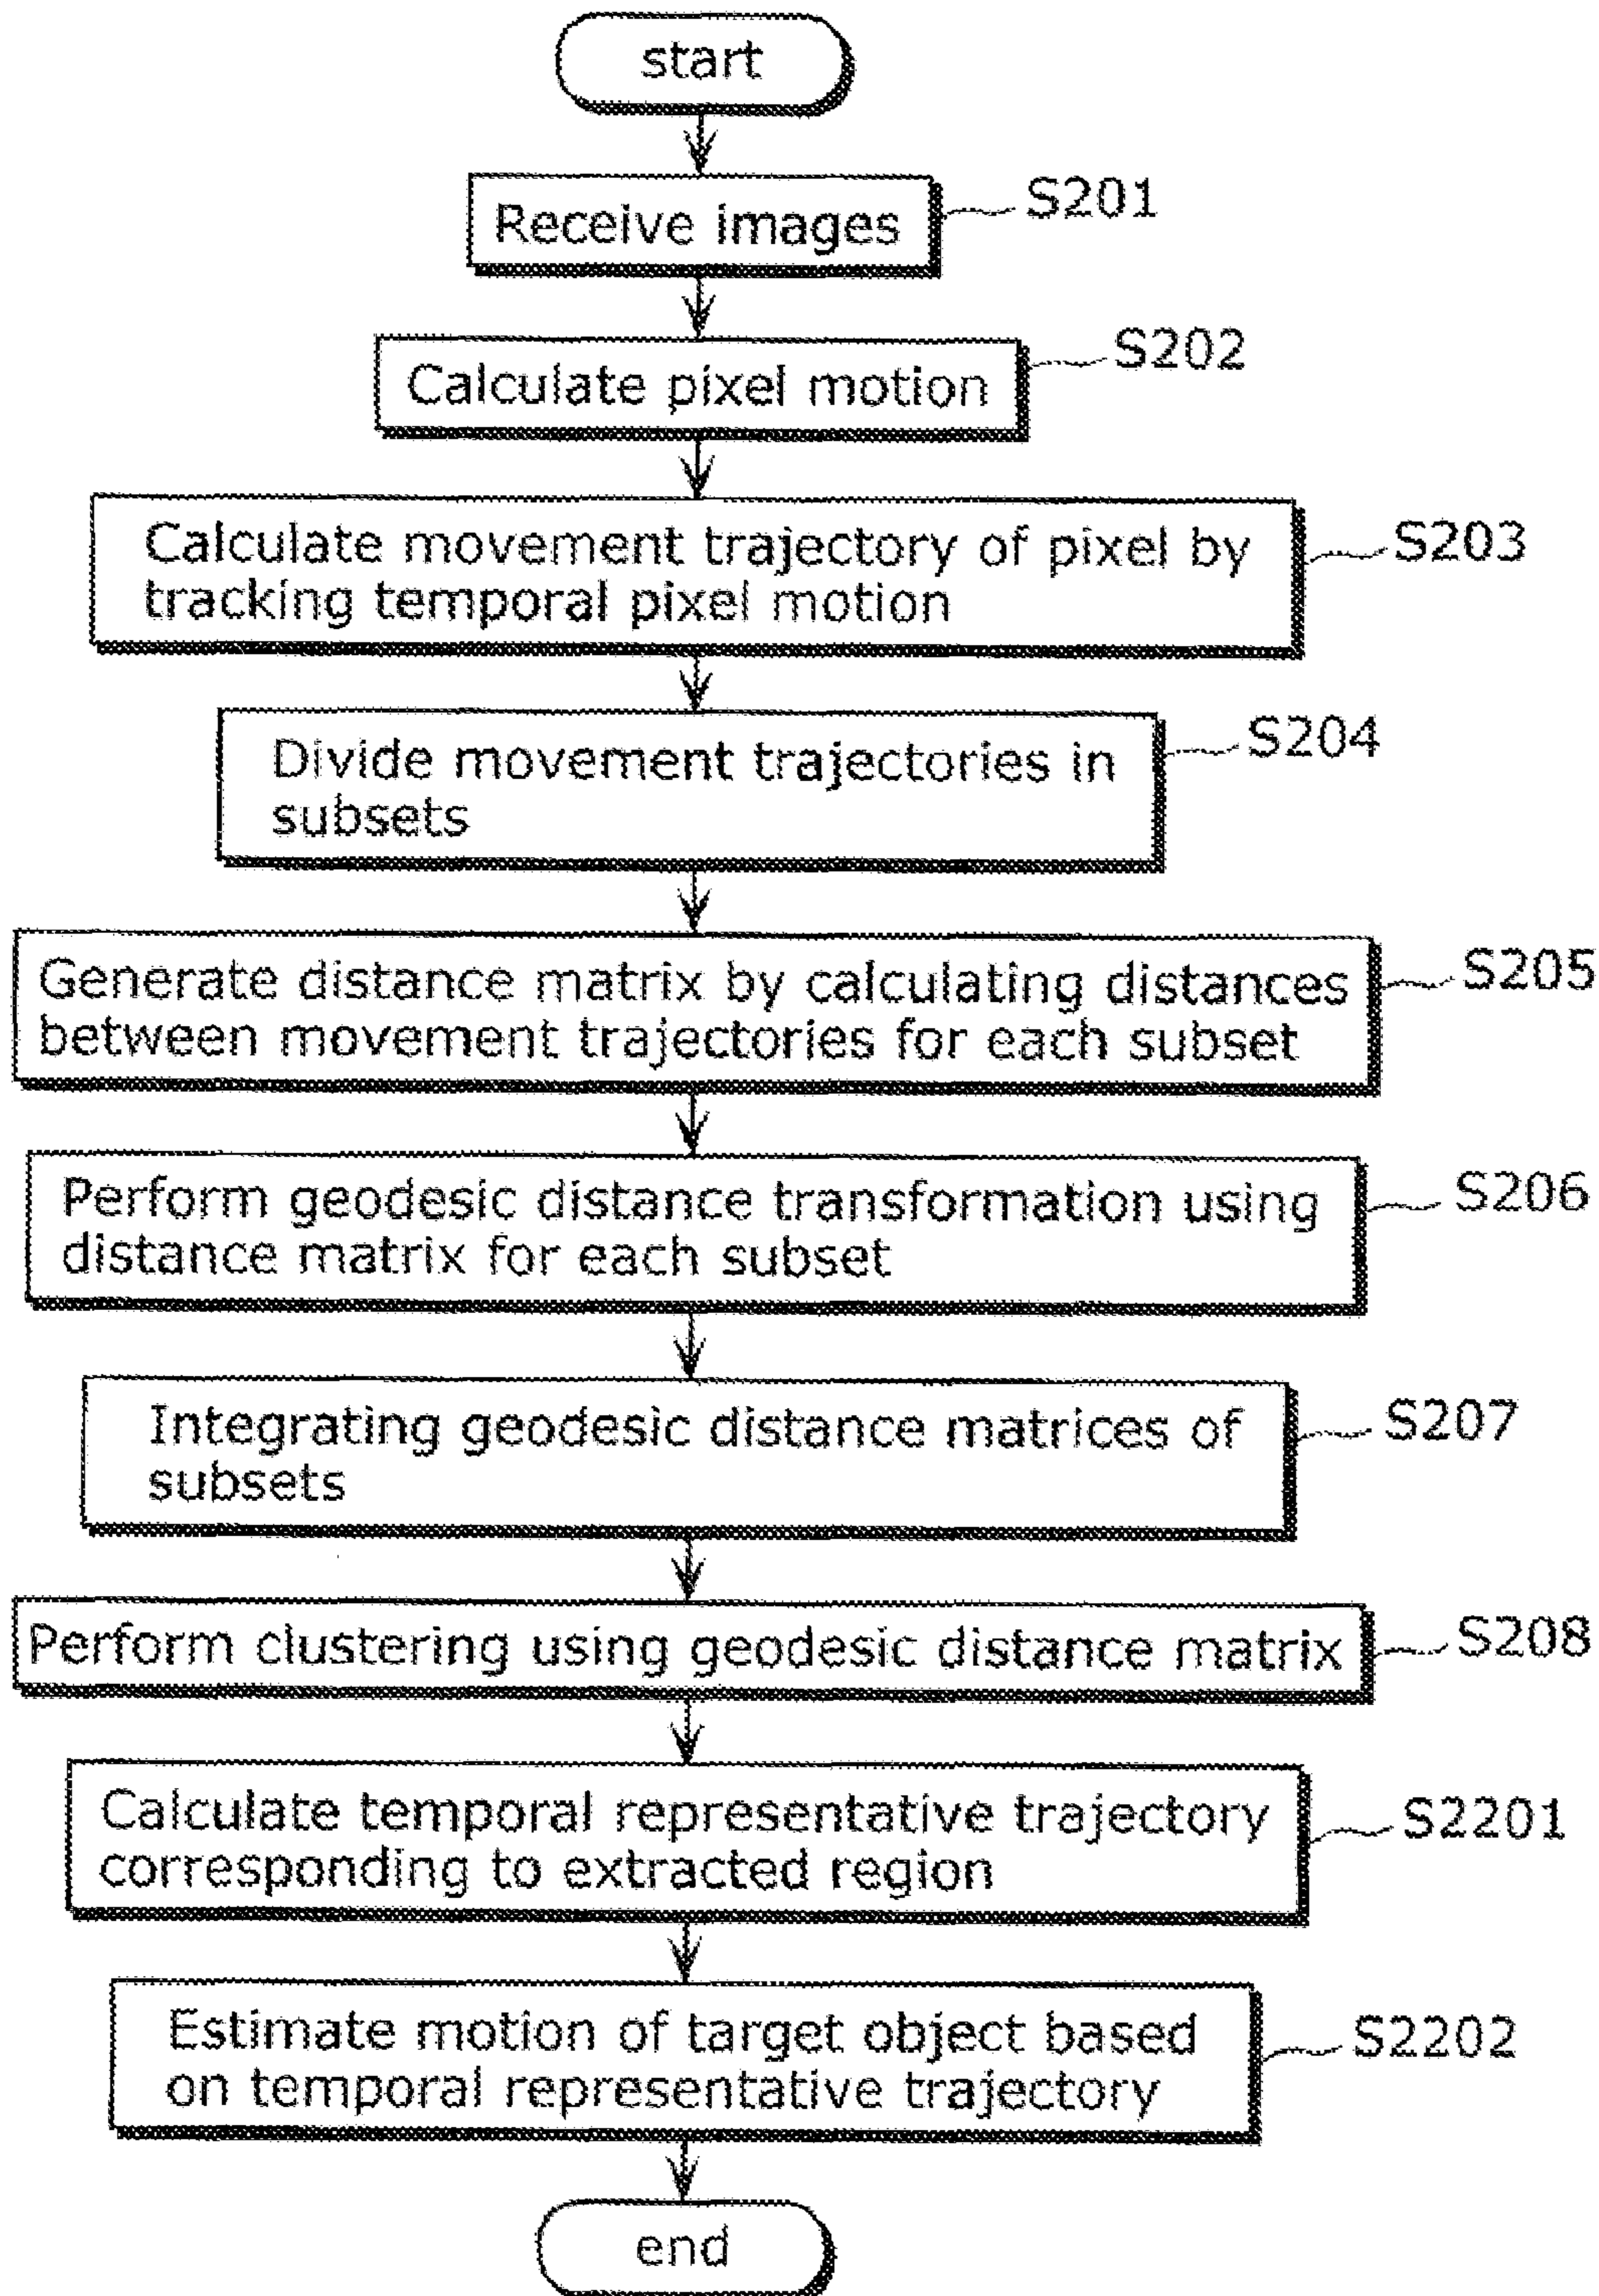 start
Receive images
S201
Calculate pixel motion
S202
Calculate movement trajectory of pixel by
tracking temporal pixel motion
S203
Divide movement trajectories in
subsets
S204
Generate distance matrix by calculating distances
between movement trajectories for each subset
S205
Perform geodesic distance transformation using
distance matrix for each subset
S206
Integrating geodesic distance matrices of
subsets
S207
Perform clustering using geodesic distance matrix
S208
Calculate temporal representative trajectory
corresponding to extracted region
S2201
Estimate motion of target object based
on temporal representative trajectory
S2202
end